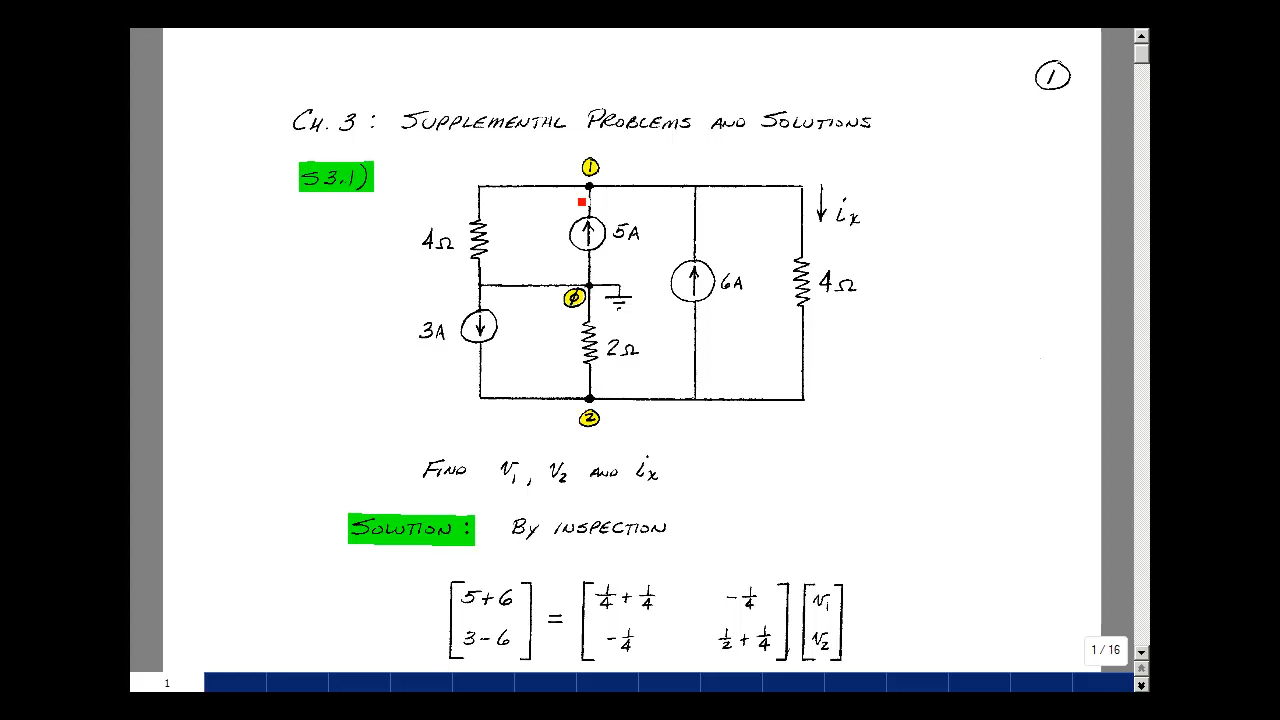 1
CH. 3 : SUPPLEMENTAL PROBLEMS AND SOLUTIONS
S3.1)
1
4Ω
5A
iₓ
6A
4Ω
φ
3A
2Ω
2
FIND v₁, v₂ AND iₓ
SOLUTION : BY INSPECTION
[5+6] = [1/4 + 1/4 -1/4] [v₁]
[3-6] [-1/4 1/2 + 1/4] [v₂]
1 / 16
1